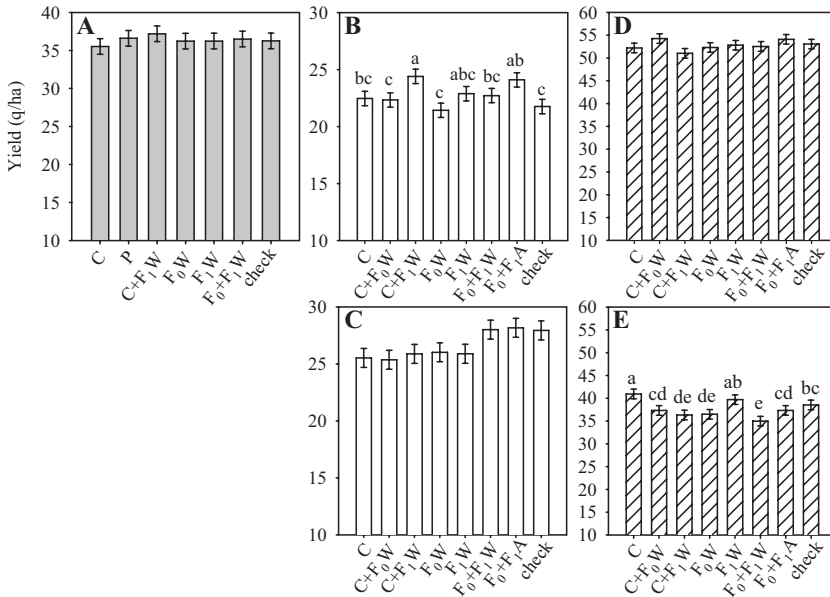 Yield (q/ha)
A
40
35
30
25
20
15
10
C
P
C+F₁W
F₀W
F₁W
F₀+F₁W
check
B
30
25
20
15
10
bc
c
a
c
abc
bc
ab
c
C
C+F₀W
C+F₁W
F₀W
F₁W
F₀+F₁W
F₀+F₁A
check
D
60
55
50
45
40
35
30
25
20
15
10
C
C+F₀W
C+F₁W
F₀W
F₁W
F₀+F₁W
F₀+F₁A
check
C
30
25
20
15
10
C
C+F₀W
C+F₁W
F₀W
F₁W
F₀+F₁W
F₀+F₁A
check
E
60
55
50
45
40
35
30
25
20
15
10
a
cd
de
de
ab
e
cd
bc
C
C+F₀W
C+F₁W
F₀W
F₁W
F₀+F₁W
F₀+F₁A
check